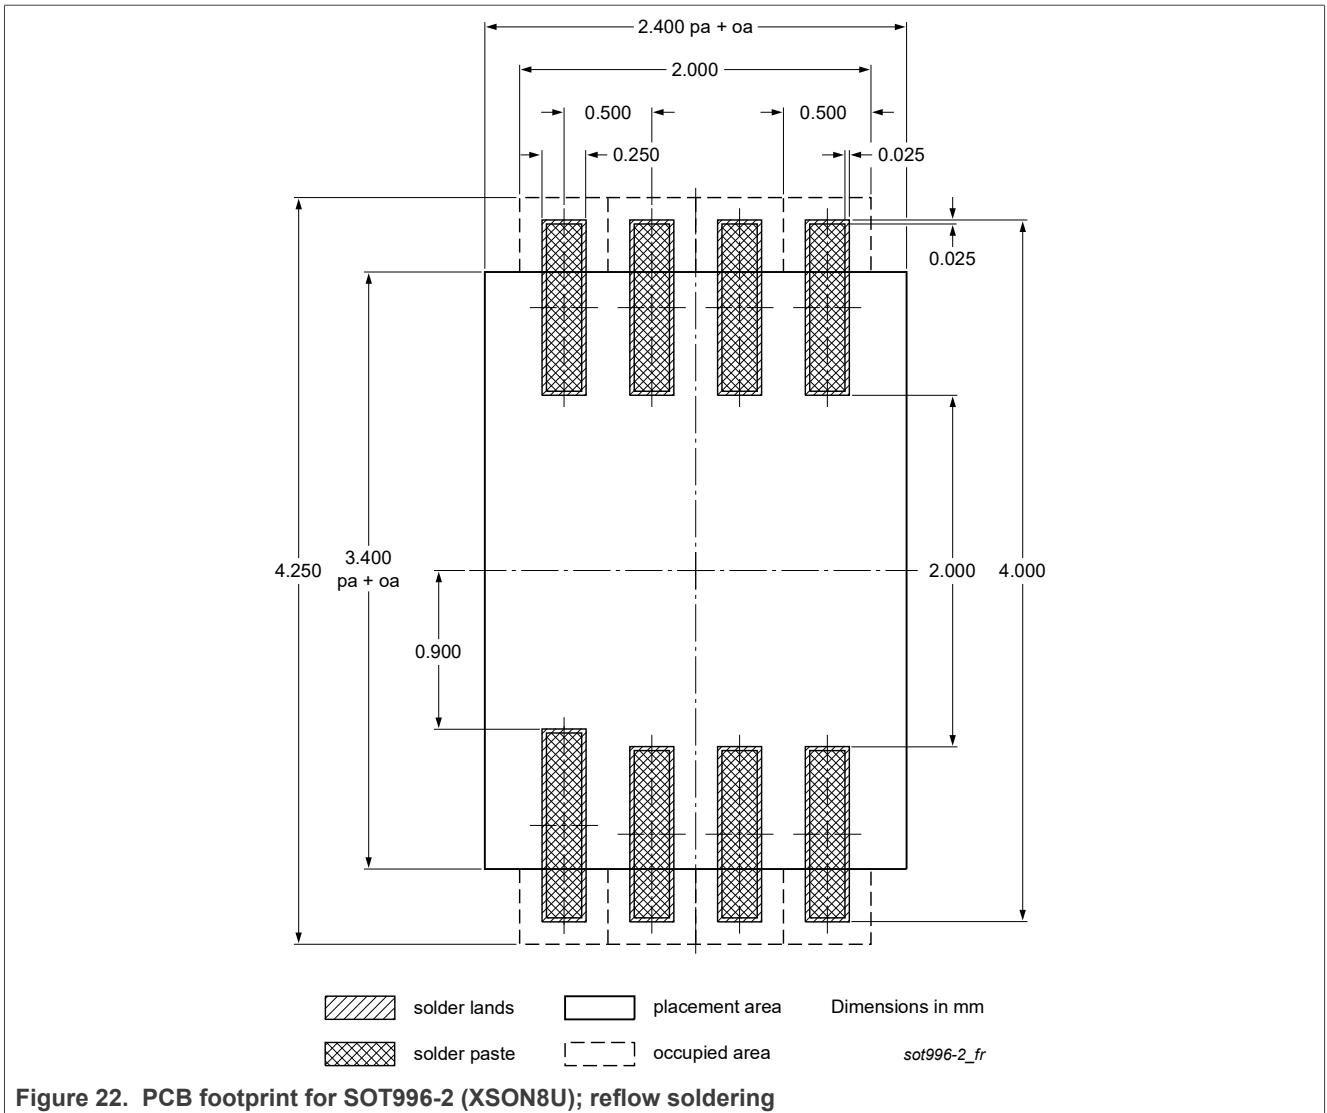 2.400 pa + oa
2.000
0.500
0.500
0.250
0.025
0.025
4.250
3.400
pa + oa
2.000
4.000
0.900
solder lands
placement area
Dimensions in mm
solder paste
occupied area
sot996-2_fr
Figure 22. PCB footprint for SOT996-2 (XSON8U); reflow soldering